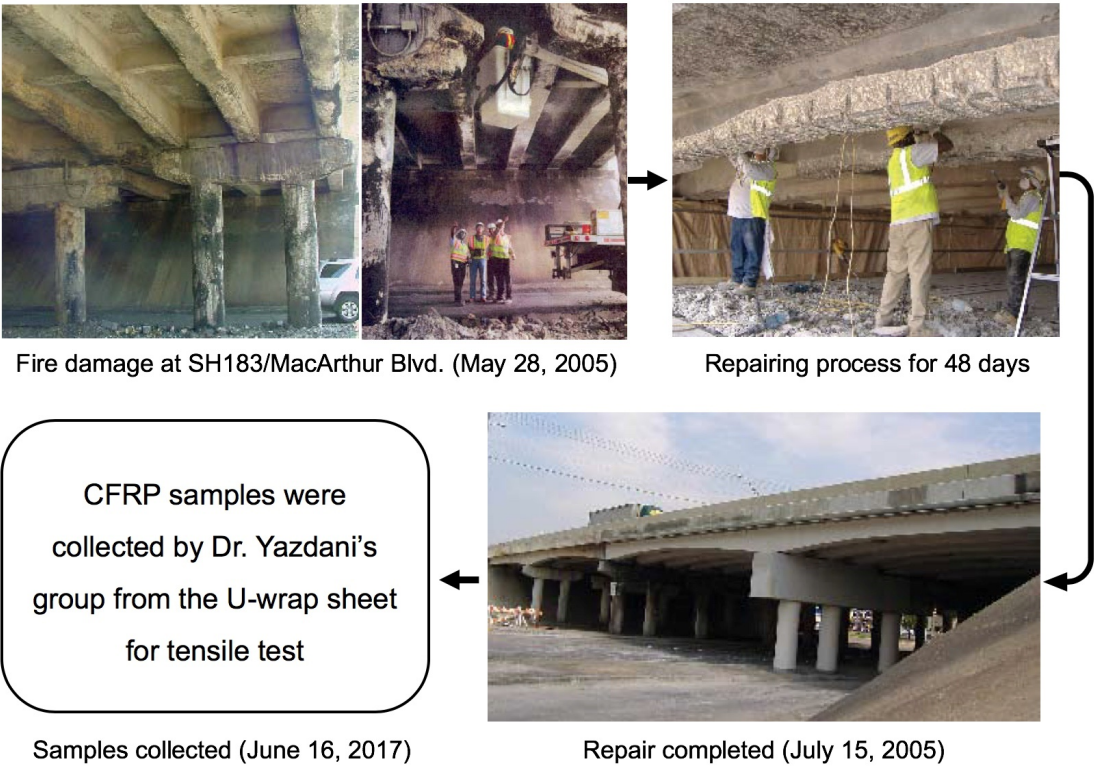 Fire damage at SH183/MacArthur Blvd. (May 28, 2005)
Repairing process for 48 days
CFRP samples were
collected by Dr. Yazdani's
group from the U-wrap sheet
for tensile test
Samples collected (June 16, 2017)
Repair completed (July 15, 2005)